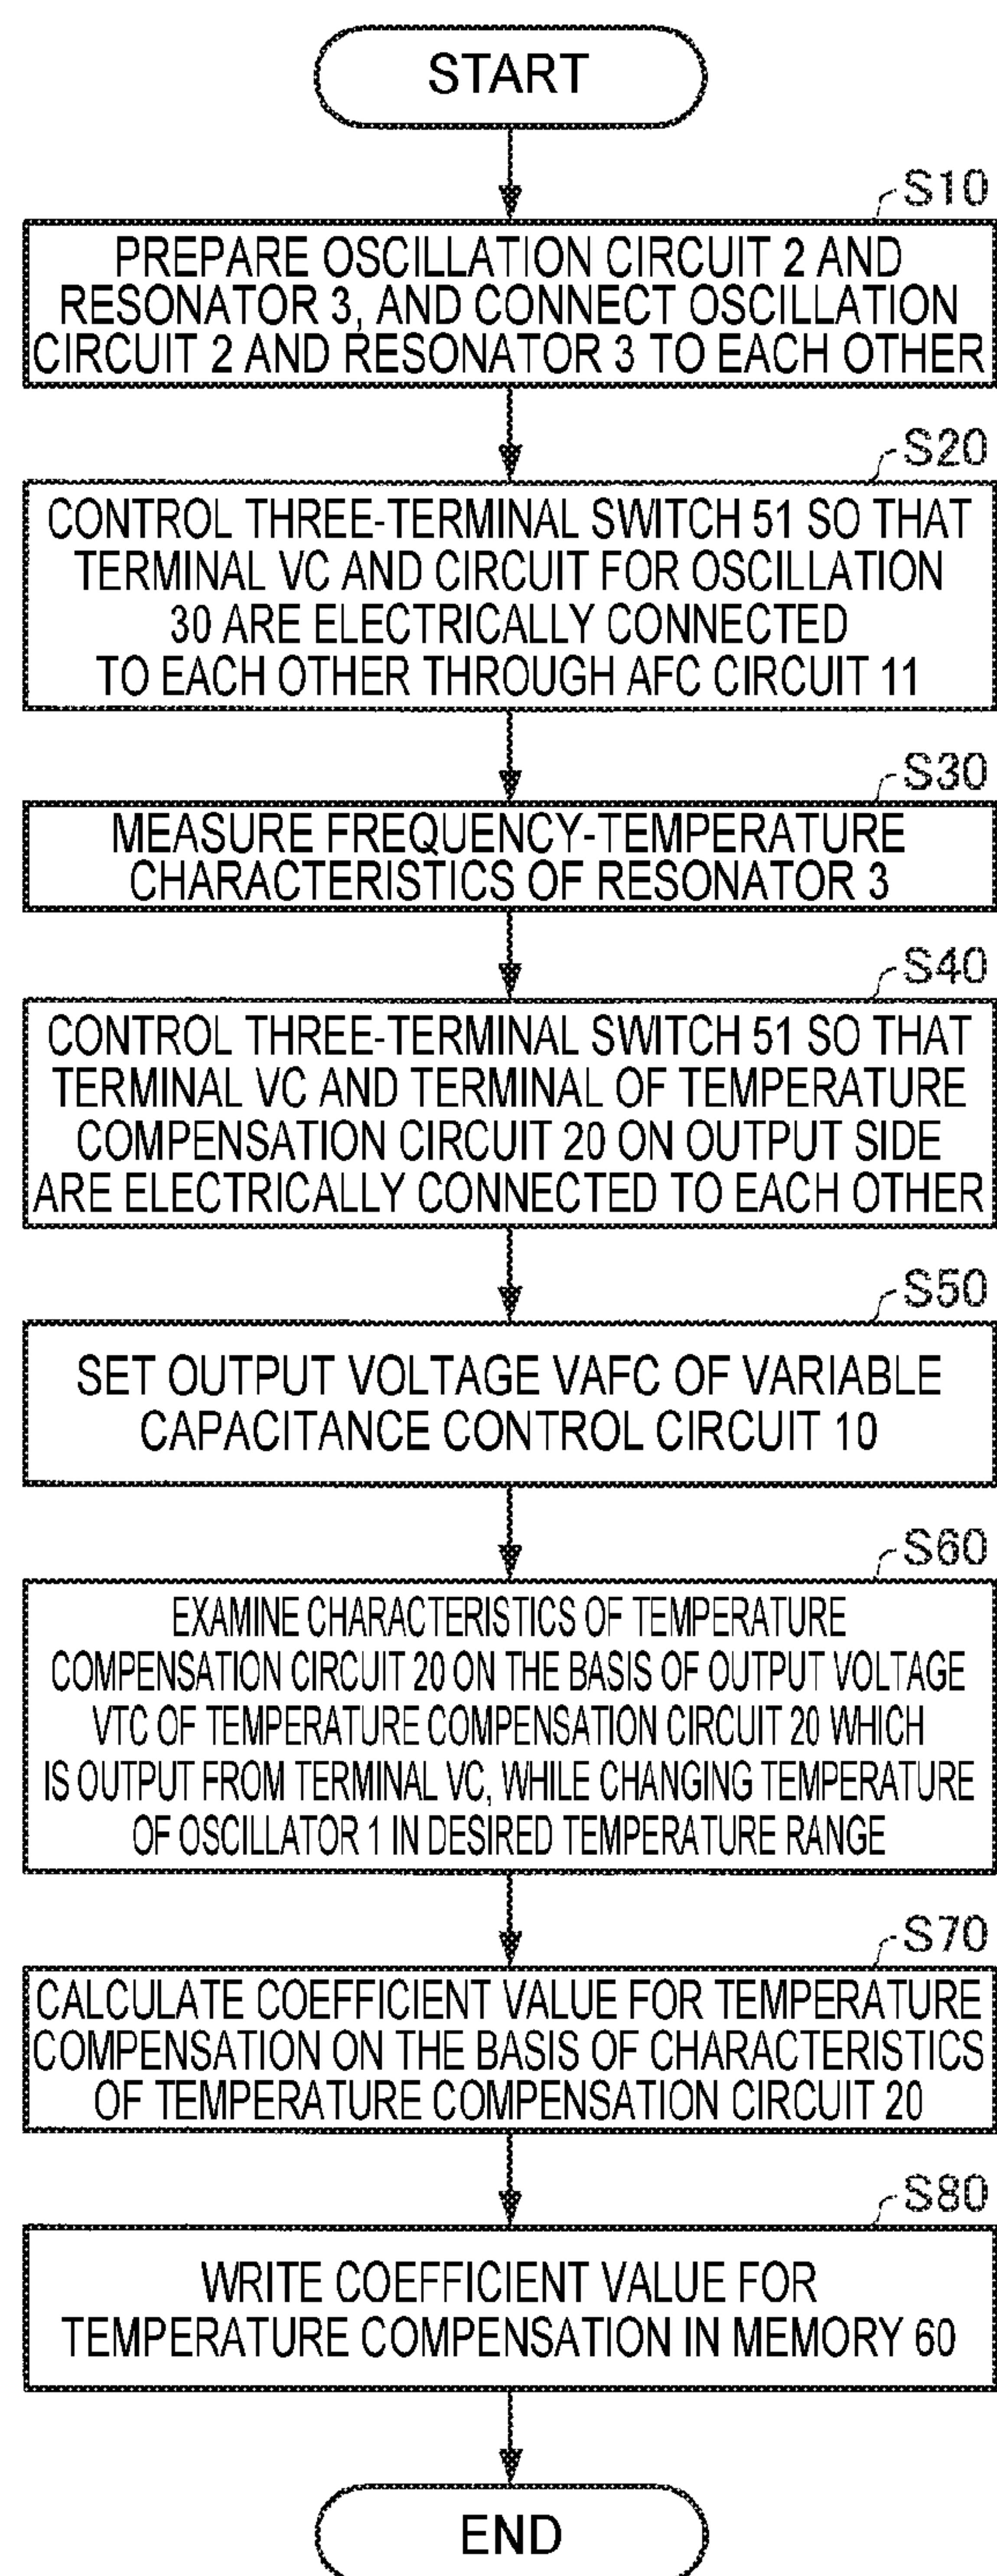 START
S10
PREPARE OSCILLATION CIRCUIT 2 AND
RESONATOR 3, AND CONNECT OSCILLATION
CIRCUIT 2 AND RESONATOR 3 TO EACH OTHER
S20
CONTROL THREE-TERMINAL SWITCH 51 SO THAT
TERMINAL VC AND CIRCUIT FOR OSCILLATION
30 ARE ELECTRICALLY CONNECTED
TO EACH OTHER THROUGH AFC CIRCUIT 11
S30
MEASURE FREQUENCY-TEMPERATURE
CHARACTERISTICS OF RESONATOR 3
S40
CONTROL THREE-TERMINAL SWITCH 51 SO THAT
TERMINAL VC AND TERMINAL OF TEMPERATURE
COMPENSATION CIRCUIT 20 ON OUTPUT SIDE
ARE ELECTRICALLY CONNECTED TO EACH OTHER
S50
SET OUTPUT VOLTAGE VAFC OF VARIABLE
CAPACITANCE CONTROL CIRCUIT 10
S60
EXAMINE CHARACTERISTICS OF TEMPERATURE
COMPENSATION CIRCUIT 20 ON THE BASIS OF OUTPUT VOLTAGE
VTC OF TEMPERATURE COMPENSATION CIRCUIT 20 WHICH
IS OUTPUT FROM TERMINAL VC, WHILE CHANGING TEMPERATURE
OF OSCILLATOR 1 IN DESIRED TEMPERATURE RANGE
S70
CALCULATE COEFFICIENT VALUE FOR TEMPERATURE
COMPENSATION ON THE BASIS OF CHARACTERISTICS
OF TEMPERATURE COMPENSATION CIRCUIT 20
S80
WRITE COEFFICIENT VALUE FOR
TEMPERATURE COMPENSATION IN MEMORY 60
END